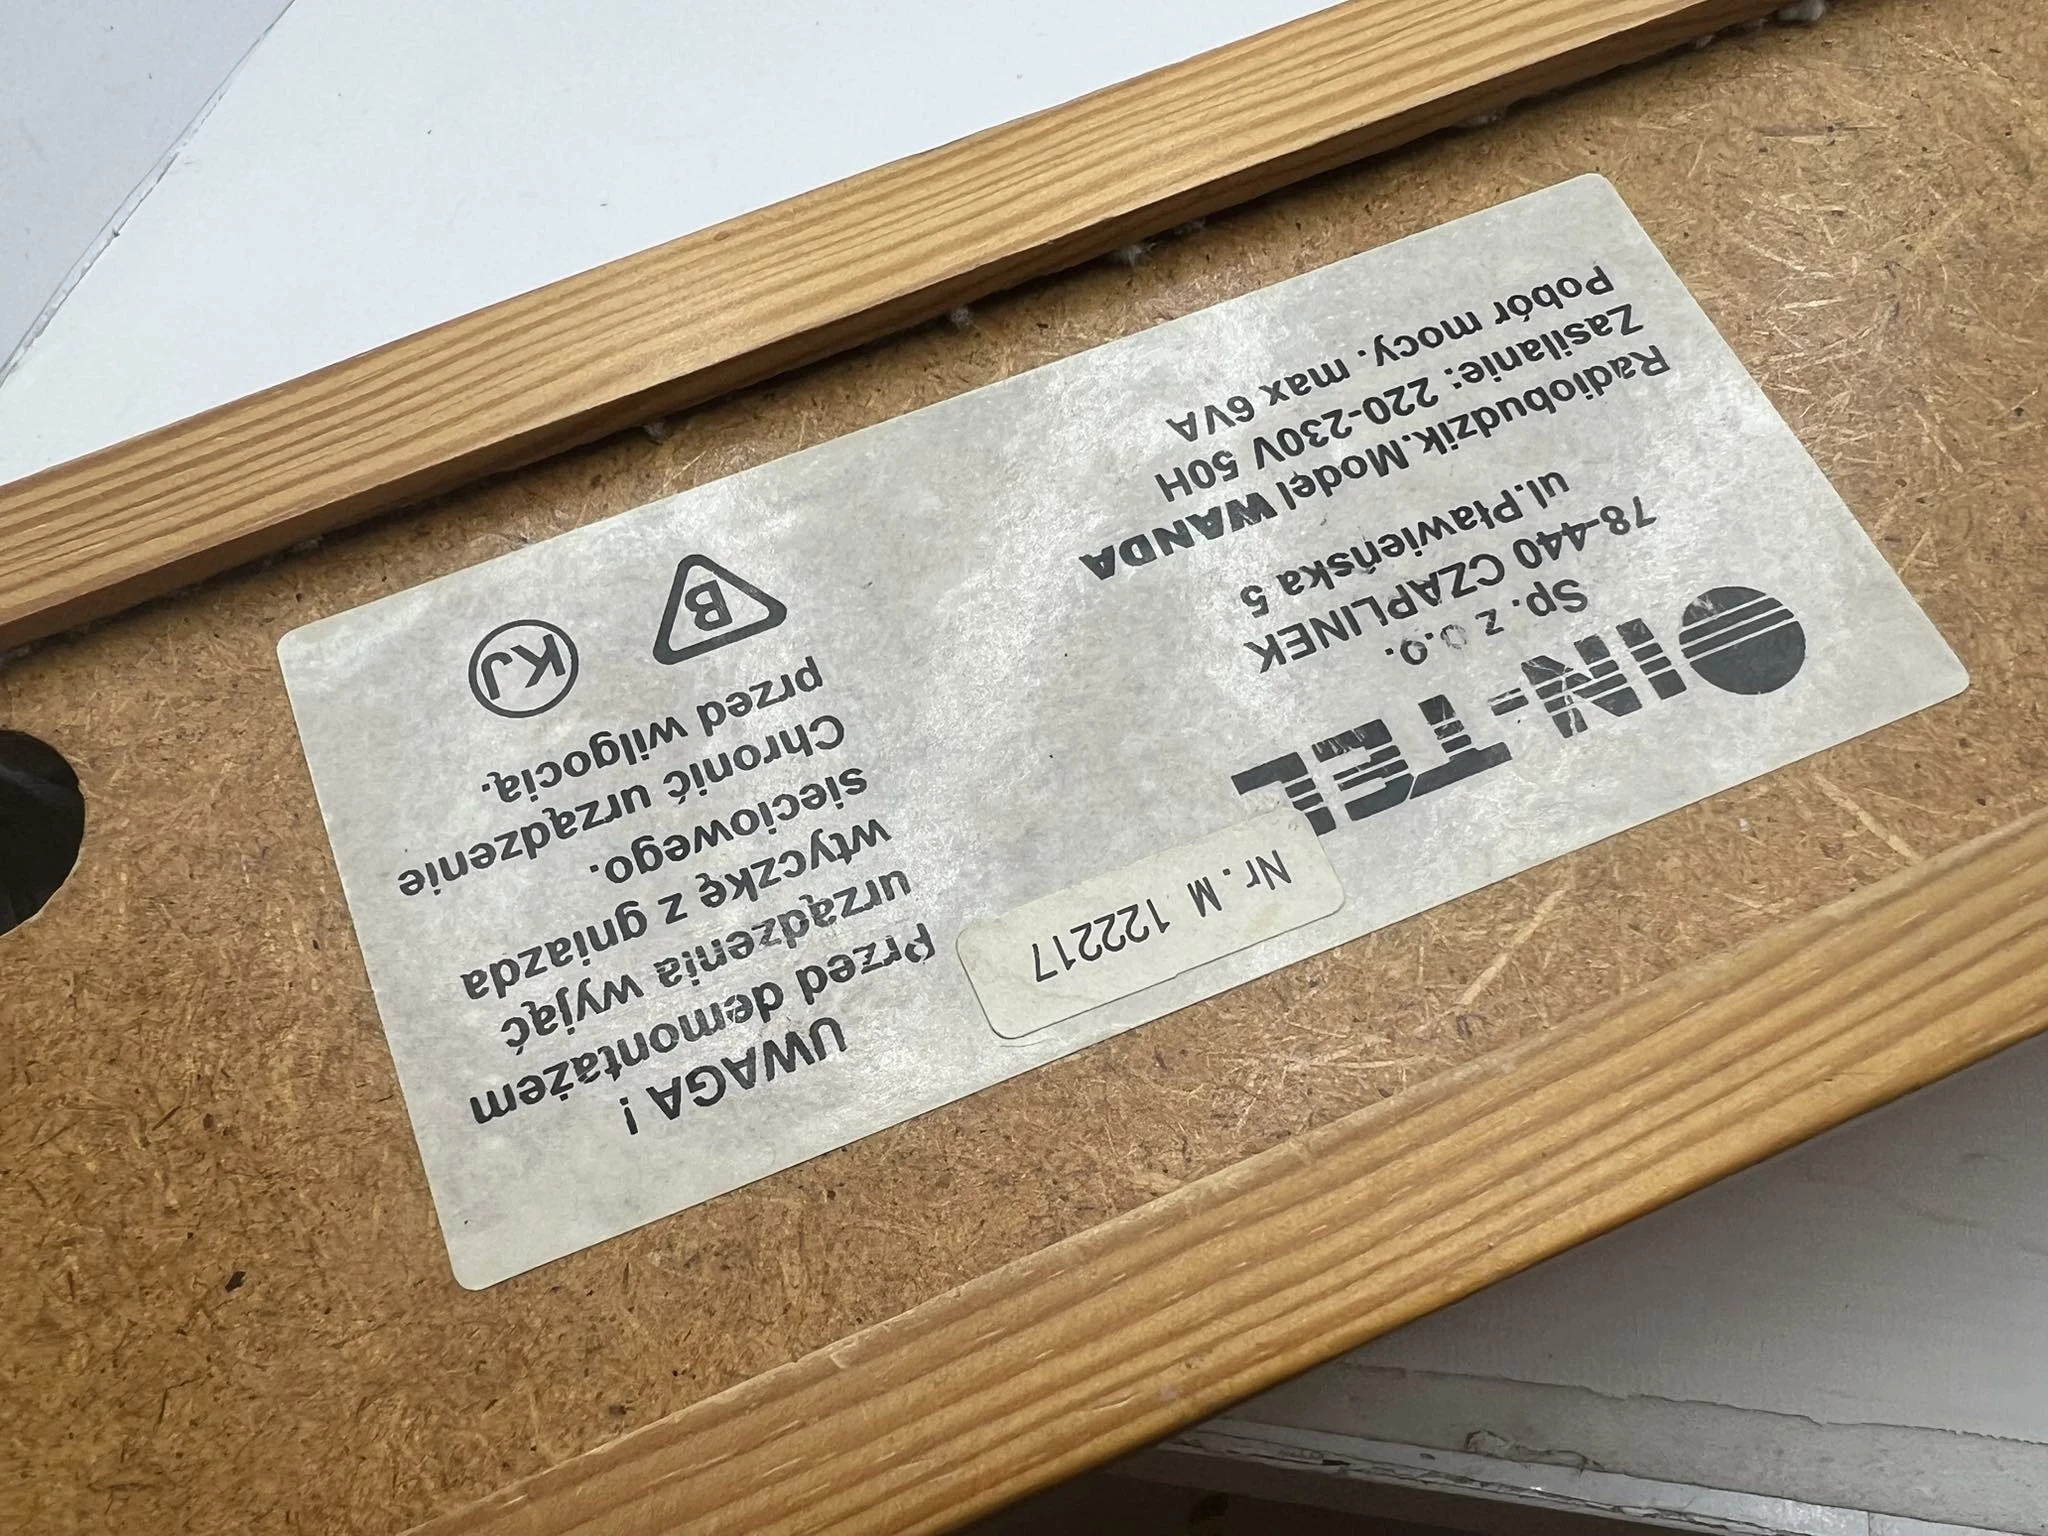 IN-TEL
Sp. z o.o.
78-440 CZAPLINEK
ul.Pławieńska 5
Radiobudzik.Model WANDA
Zasilanie: 220-230V 50H
Pobór mocy. max 6VA
Nr.M 122217
UWAGA !
Przed demontażem
urządzenia wyjąć
wtyczkę z gniazda
sieciowego.
Chronić urządzenie
przed wilgocią.
B
KJ